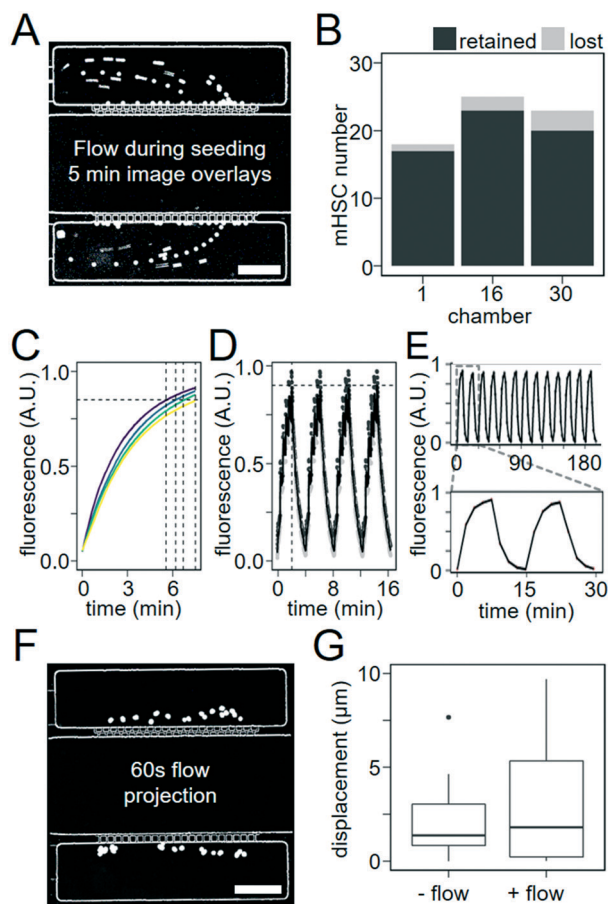 A
Flow during seeding
5 min image overlays
B
retained lost
mHSC number
30
20
10
0
1 16 30
chamber
C
fluorescence (A.U.)
1.0
0.5
0.0
0 3 6
time (min)
D
fluorescence (A.U.)
1.0
0.5
0.0
0 4 8 12 16
time (min)
E
fluorescence (A.U.)
1
0
0 90 180
1
0
0 15 30
time (min)
F
60s flow
projection
G
displacement (μm)
10
5
0
- flow + flow